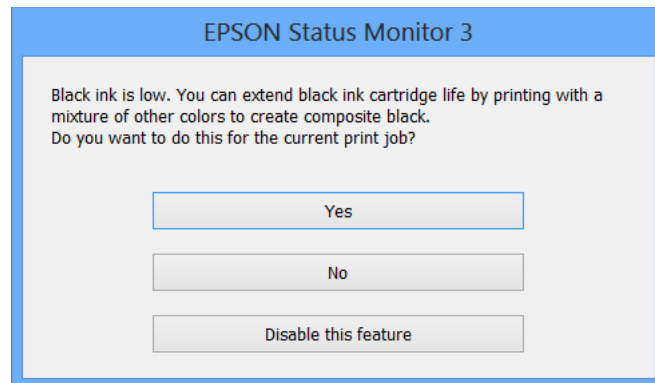 EPSON Status Monitor 3
Black ink is low. You can extend black ink cartridge life by printing with a
mixture of other colors to create composite black.
Do you want to do this for the current print job?
Yes
No
Disable this feature